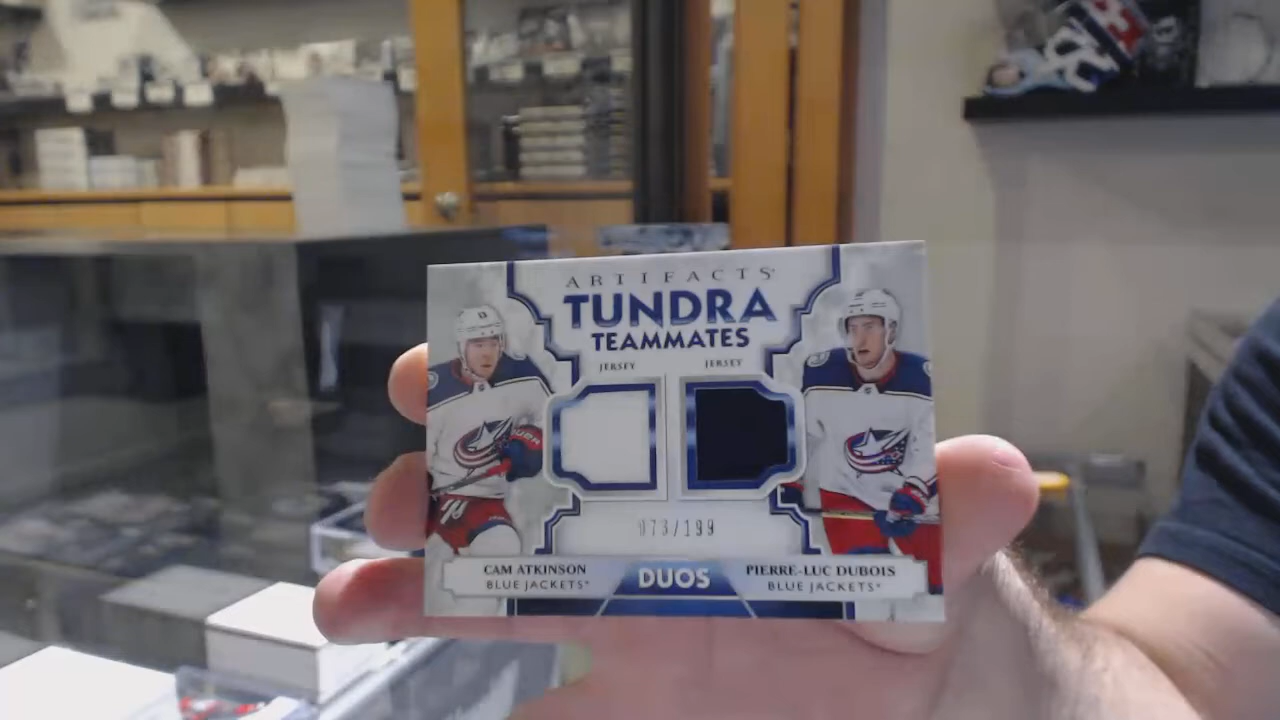 ARTIFACTS
TUNDRA
TEAMMATES
JERSEY JERSEY
073/199
CAM ATKINSON
BLUE JACKETS
DUOS
PIERRE-LUC DUBOIS
BLUE JACKETS